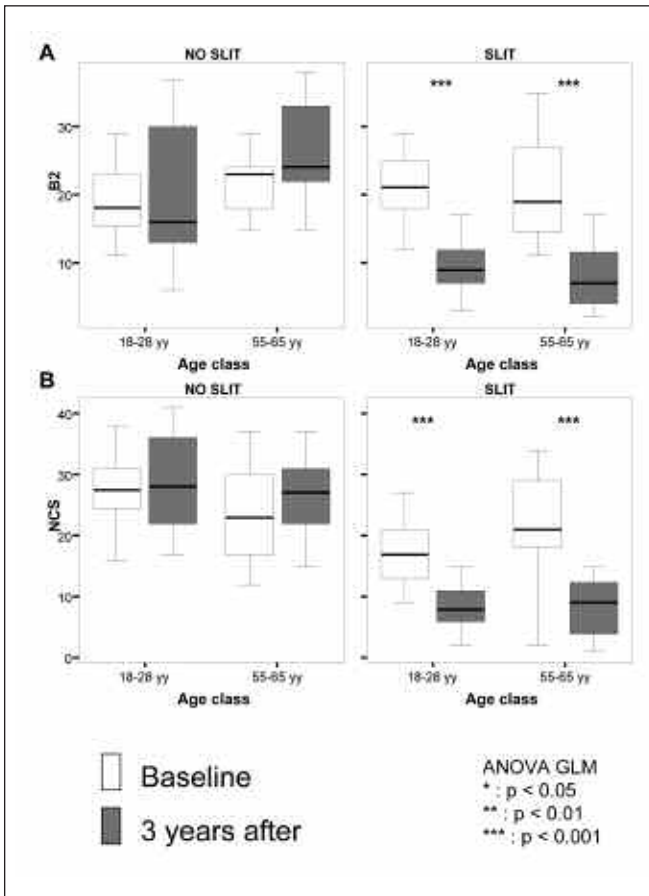 A
NO SLIT
SLIT
*** ***
30
20
10
B2
18-28 yy 55-65 yy 18-28 yy 55-65 yy
Age class Age class
B
NO SLIT
SLIT
*** ***
40
30
20
10
0
NCS
18-28 yy 55-65 yy 18-28 yy 55-65 yy
Age class Age class
Baseline
3 years after
ANOVA GLM
* : p < 0.05
** : p < 0.01
*** : p < 0.001